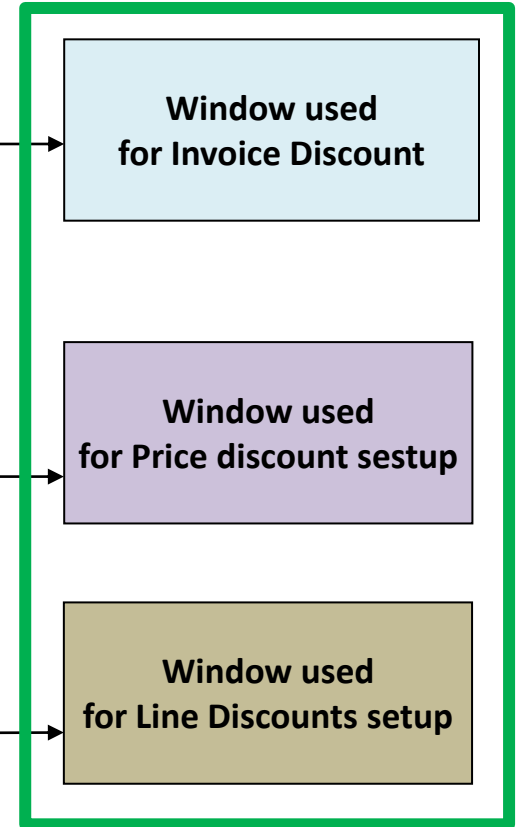 Window used
for Invoice Discount
Window used
for Price discount sestup
Window used
for Line Discounts setup